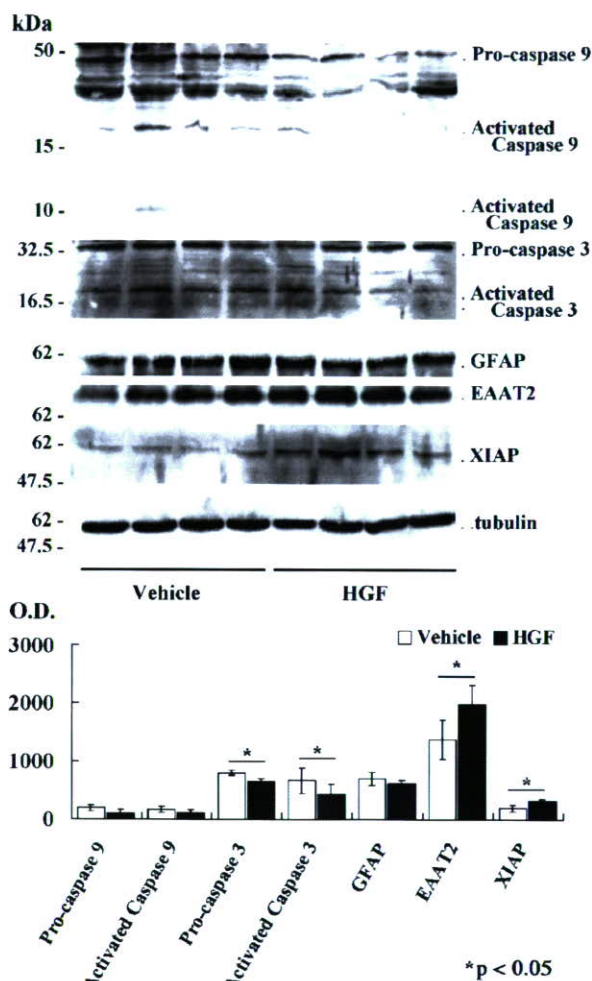 kDa
50 - Pro-caspase 9
Activated
Caspase 9
15 -
10 - Activated
Caspase 9
32.5 - Pro-caspase 3
16.5 - Activated
Caspase 3
62 - GFAP
EAAT2
62 -
62 - XIAP
47.5 -
62 - tubulin
47.5 -
Vehicle HGF
O.D.
Vehicle HGF
3000
2000
1000
0
* * * *
Pro-caspase 9
Activated Caspase 9
Pro-caspase 3
Activated Caspase 3
GFAP
EAAT2
XIAP
*p < 0.05